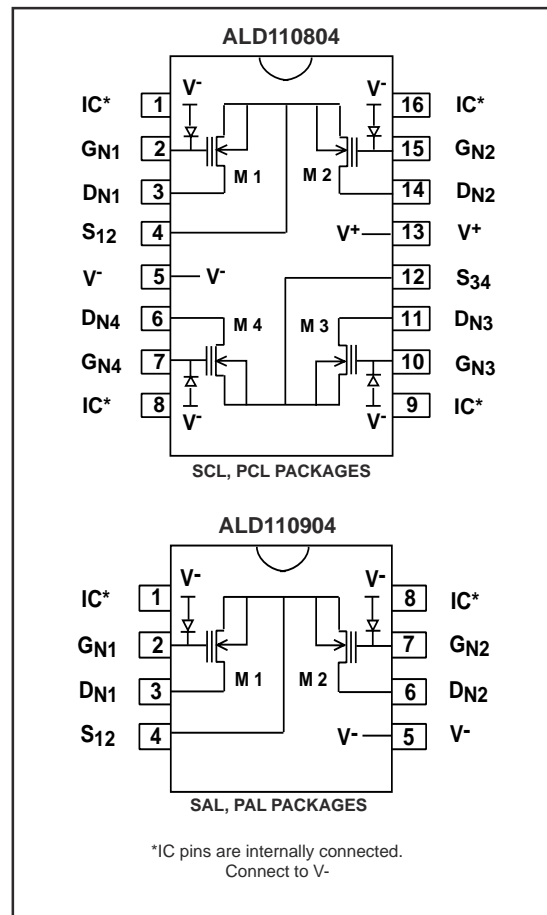 ALD110804
IC* 1 V- V- 16 IC*
GN1 2 M 1 M 2 15 GN2
DN1 3 14 DN2
S12 4 V+ 13 V+
V- 5 V- 12 S34
DN4 6 M 4 M 3 11 DN3
GN4 7 10 GN3
IC* 8 V- V- 9 IC*
SCL, PCL PACKAGES
ALD110904
IC* 1 V- V- 8 IC*
GN1 2 7 GN2
DN1 3 M 1 M 2 6 DN2
S12 4 V- 5 V-
SAL, PAL PACKAGES
*IC pins are internally connected.
Connect to V-